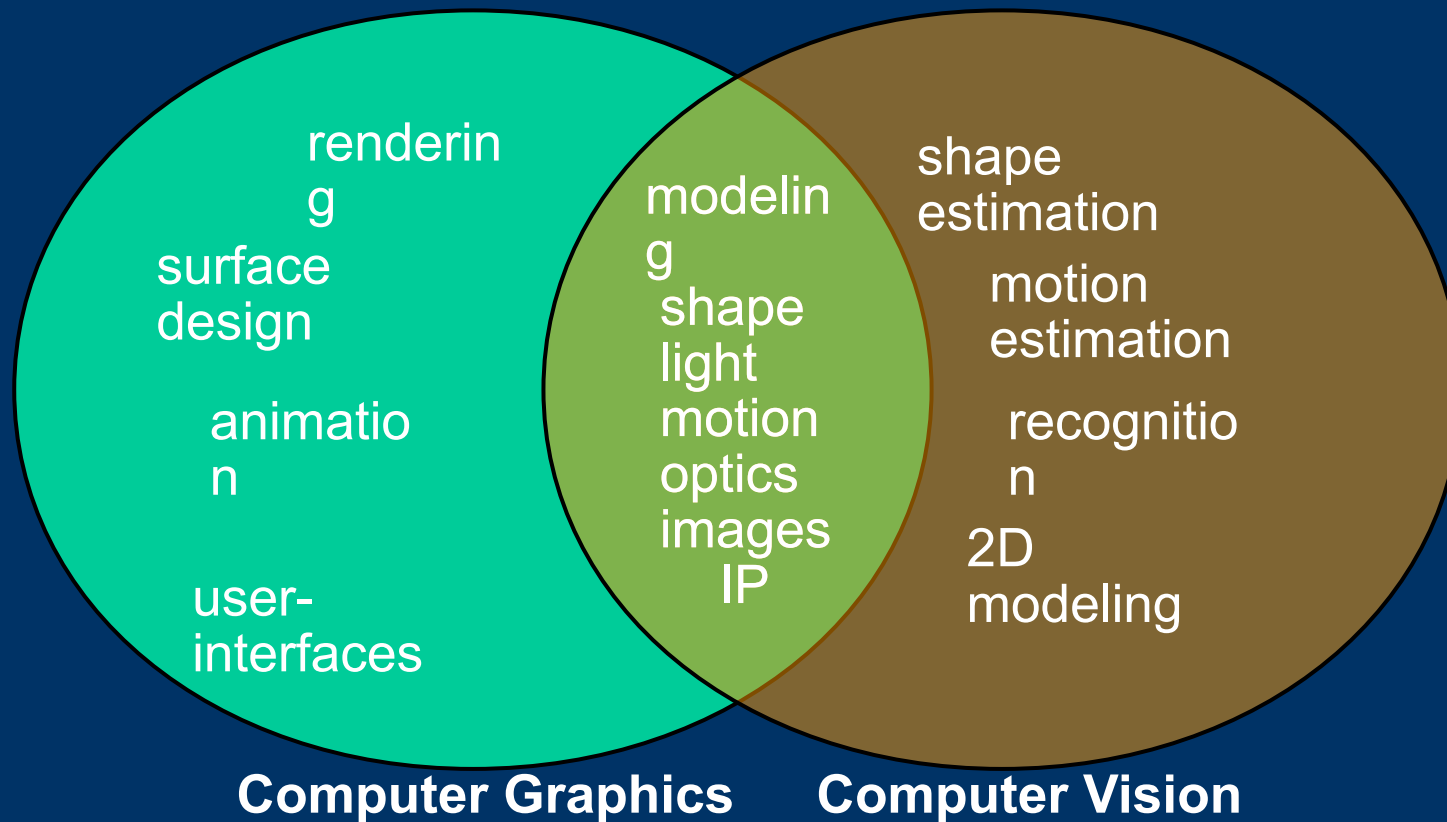 renderin
g
surface
design
animatio
n
user-
interfaces
modelin
g
shape
light
motion
optics
images
IP
shape
estimation
motion
estimation
recognitio
n
2D
modeling
Computer Graphics
Computer Vision